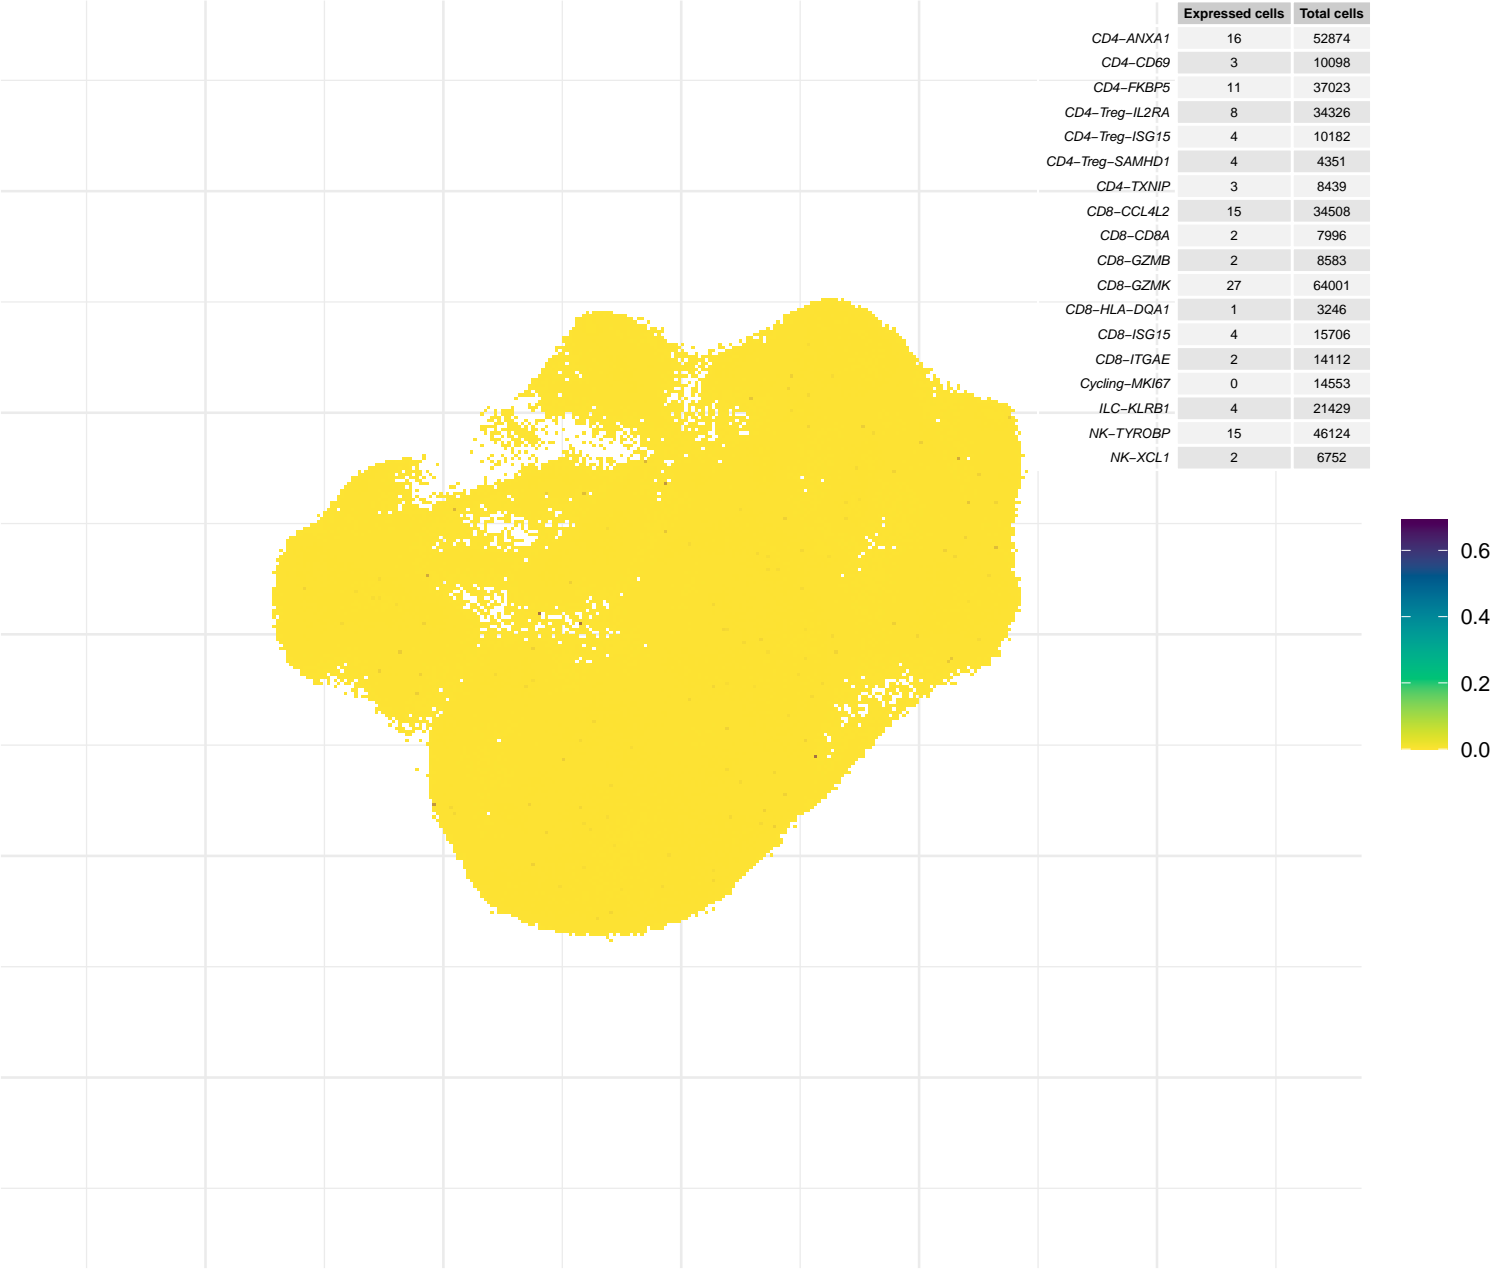 Expressed cells Total cells
CD4−ANXA1 16 52874
CD4−CD69 3 10098
CD4−FKBP5 11 37023
CD4−Treg−IL2RA 8 34326
CD4−Treg−ISG15 4 10182
CD4−Treg−SAMHD1 4 4351
CD4−TXNIP 3 8439
CD8−CCL4L2 15 34508
CD8−CD8A 2 7996
CD8−GZMB 2 8583
CD8−GZMK 27 64001
CD8−HLA−DQA1 1 3246
CD8−ISG15 4 15706
CD8−ITGAE 2 14112
Cycling−MKI67 0 14553
ILC−KLRB1 4 21429
NK−TYROBP 15 46124
NK−XCL1 2 6752
0.6
0.4
0.2
0.0